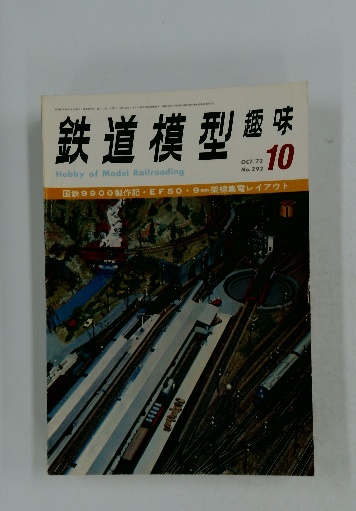 鉄道模型 趣味
Hobby of Model Railroading
OCT/72
No.292
10
国鉄9900製作記・EF50・9mm架線集電レイアウト